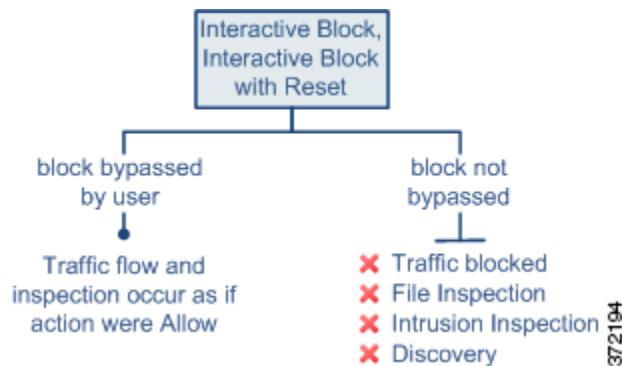 Interactive Block,
Interactive Block
with Reset
block bypassed
by user
Traffic flow and
inspection occur as if
action were Allow
block not
bypassed
Traffic blocked
File Inspection
Intrusion Inspection
Discovery
372194